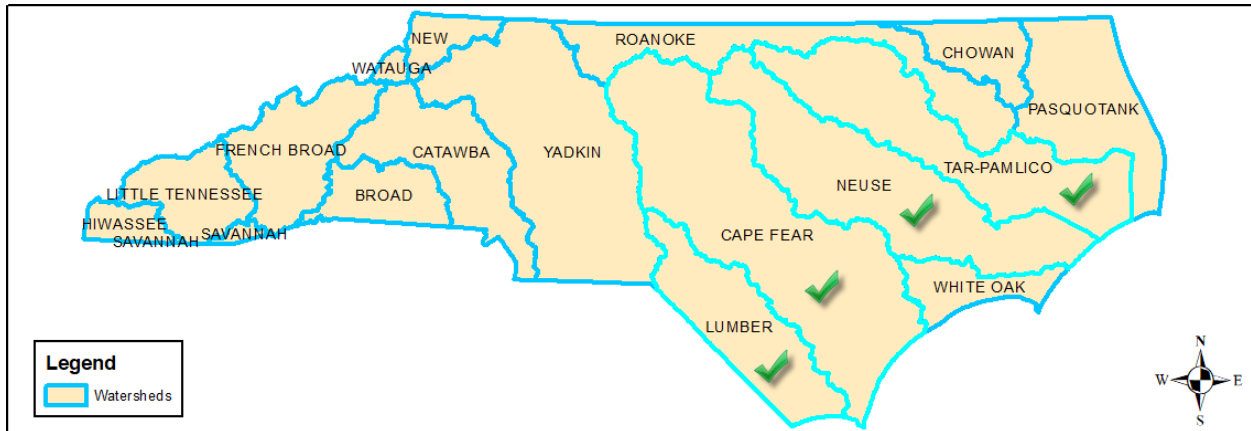 NEW
ROANOKE
CHOWAN
WATAUGA
PASQUOTANK
FRENCH BROAD
CATAWBA
YADKIN
TAR-PAMLICO
NEUSE
LITTLE TENNESSEE
BROAD
HIWASSEE
SAVANNAH
SAVANNAH
CAPE FEAR
WHITE OAK
LUMBER
Legend
Watersheds
N
W
E
S